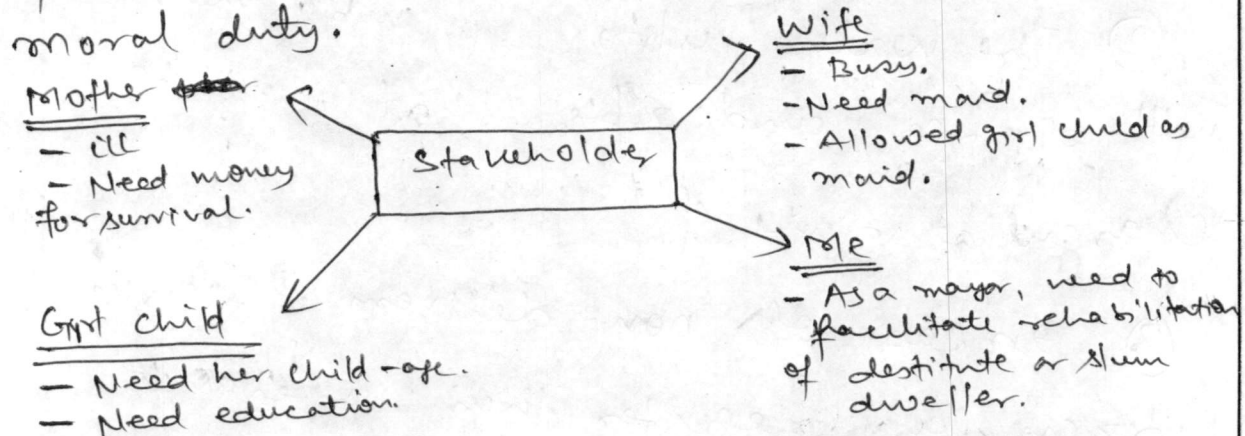 moral duty.
Mother
- ill
- Need money
for survival.
Stakeholder
Wife
- Busy.
- Need maid.
- Allowed girl child as
maid.
Me
- As a mayor, need to
facilitate rehabilitation
of destitute or slum
dweller.
Girl child
- Need her child-age.
- Need education.